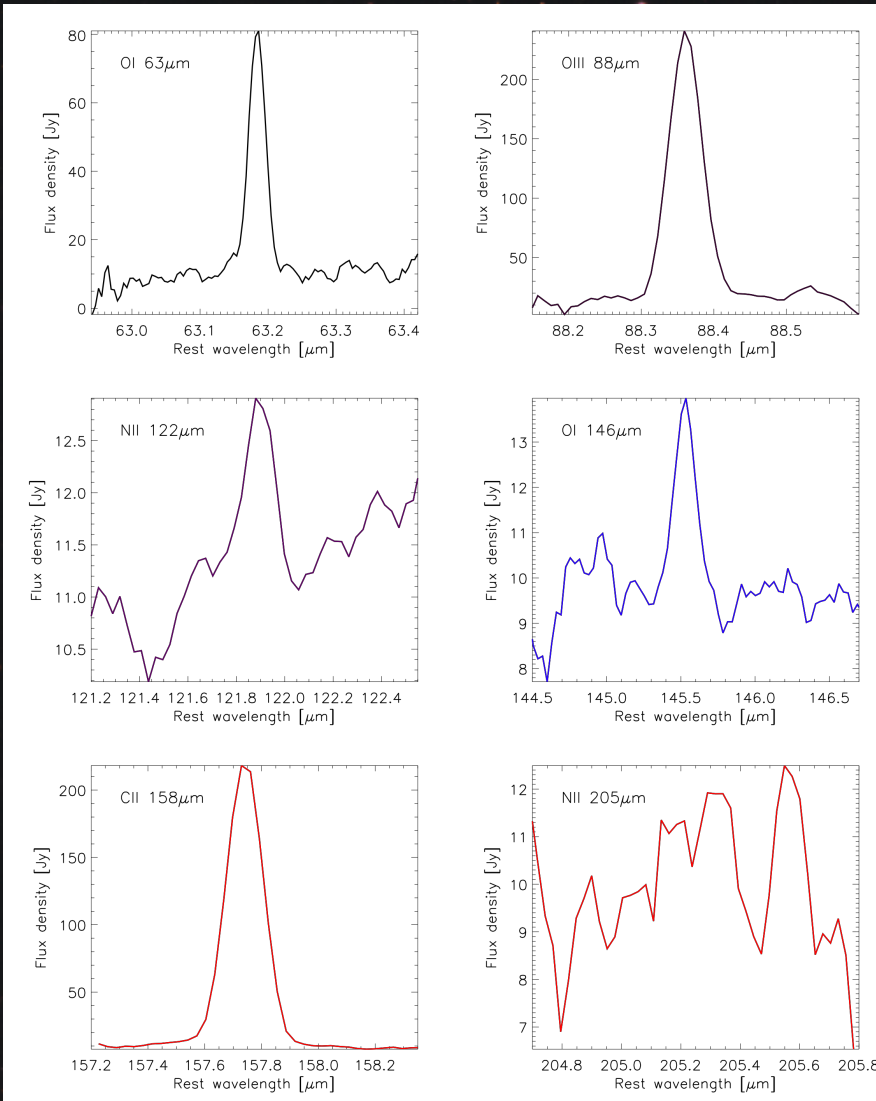 OI 63μm
Flux density [Jy]
80
60
40
20
0
63.0 63.1 63.2 63.3 63.4
Rest wavelength [μm]
OIII 88μm
Flux density [Jy]
200
150
100
50
88.2 88.3 88.4 88.5
Rest wavelength [μm]
NII 122μm
Flux density [Jy]
12.5
12.0
11.5
11.0
10.5
121.2 121.4 121.6 121.8 122.0 122.2 122.4
Rest wavelength [μm]
OI 146μm
Flux density [Jy]
13
12
11
10
9
8
144.5 145.0 145.5 146.0 146.5
Rest wavelength [μm]
CII 158μm
Flux density [Jy]
200
150
100
50
157.2 157.4 157.6 157.8 158.0 158.2
Rest wavelength [μm]
NII 205μm
Flux density [Jy]
12
11
10
9
8
7
204.8 205.0 205.2 205.4 205.6 205.8
Rest wavelength [μm]